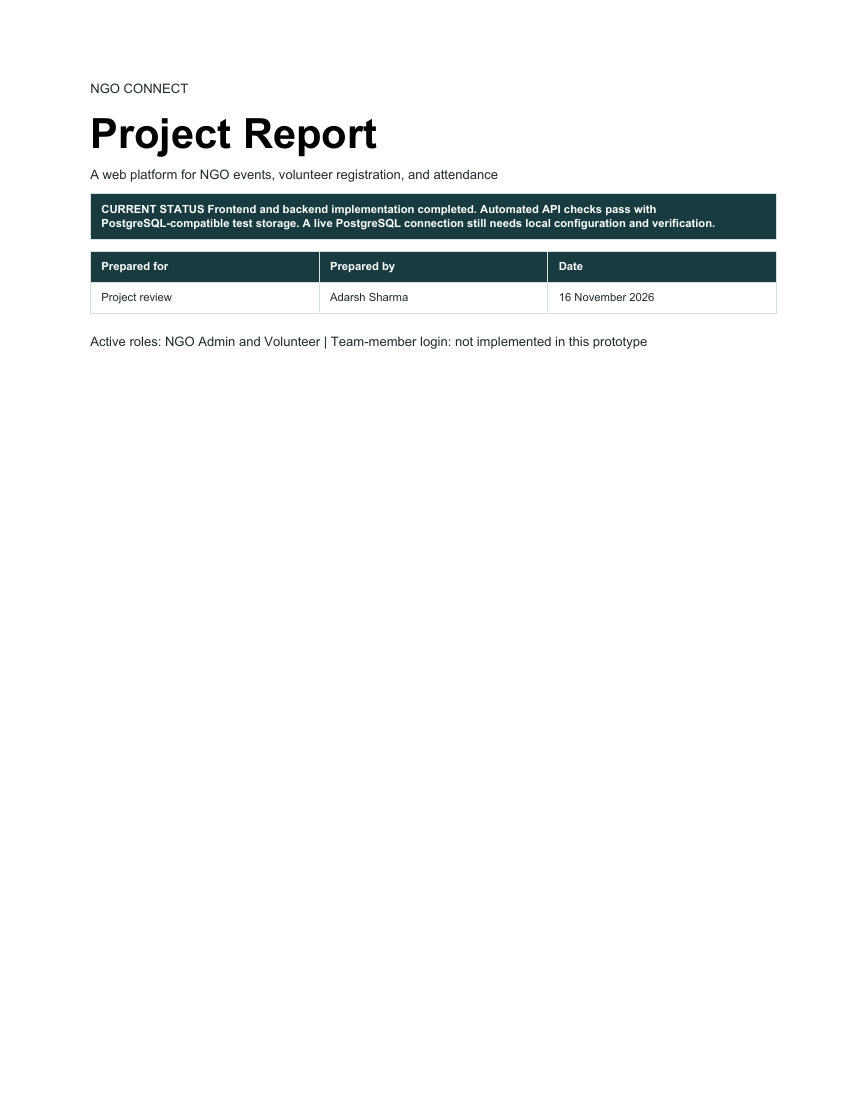 NGO CONNECT
Project Report
A web platform for NGO events, volunteer registration, and attendance
CURRENT STATUS Frontend and backend implementation completed. Automated API checks pass with
PostgreSQL-compatible test storage. A live PostgreSQL connection still needs local configuration and verification.
Prepared for Prepared by Date
Project review Adarsh Sharma 16 November 2026
Active roles: NGO Admin and Volunteer | Team-member login: not implemented in this prototype